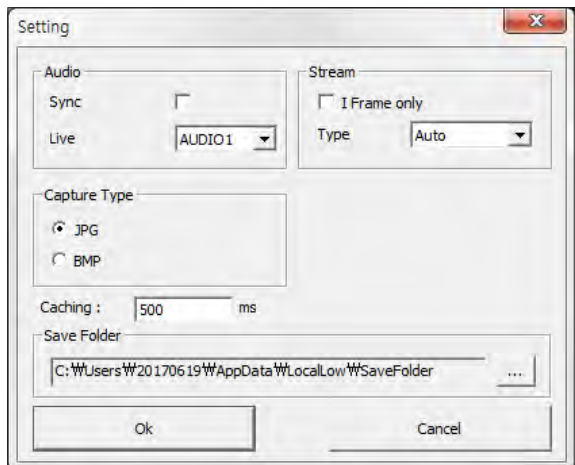 Setting
Audio
Sync
Live
AUDIO1
Stream
I Frame only
Type
Auto
Capture Type
JPG
BMP
Caching :
500
ms
Save Folder
C:₩Users₩20170619₩AppData₩LocalLow₩SaveFolder
...
Ok
Cancel